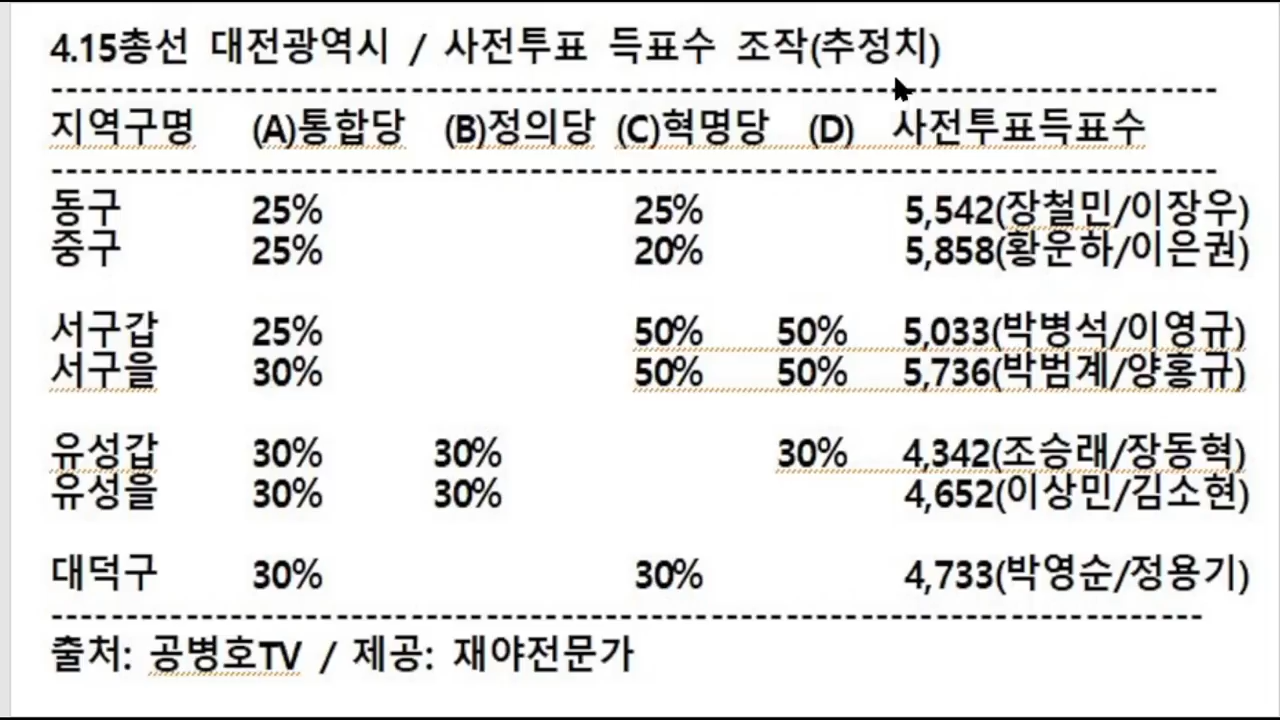 4.15총선 대전광역시 / 사전투표 득표수 조작(추정치)
지역구명 (A)통합당 (B)정의당 (C)혁명당 (D) 사전투표득표수
동구 25% 25% 5,542(장철민/이장우)
중구 25% 20% 5,858(황운하/이은권)
서구갑 25% 50% 50% 5,033(박병석/이영규)
서구을 30% 50% 50% 5,736(박범계/양홍규)
유성갑 30% 30% 30% 4,342(조승래/장동혁)
유성을 30% 30% 4,652(이상민/김소현)
대덕구 30% 30% 4,733(박영순/정용기)
출처: 공병호TV / 제공: 재야전문가